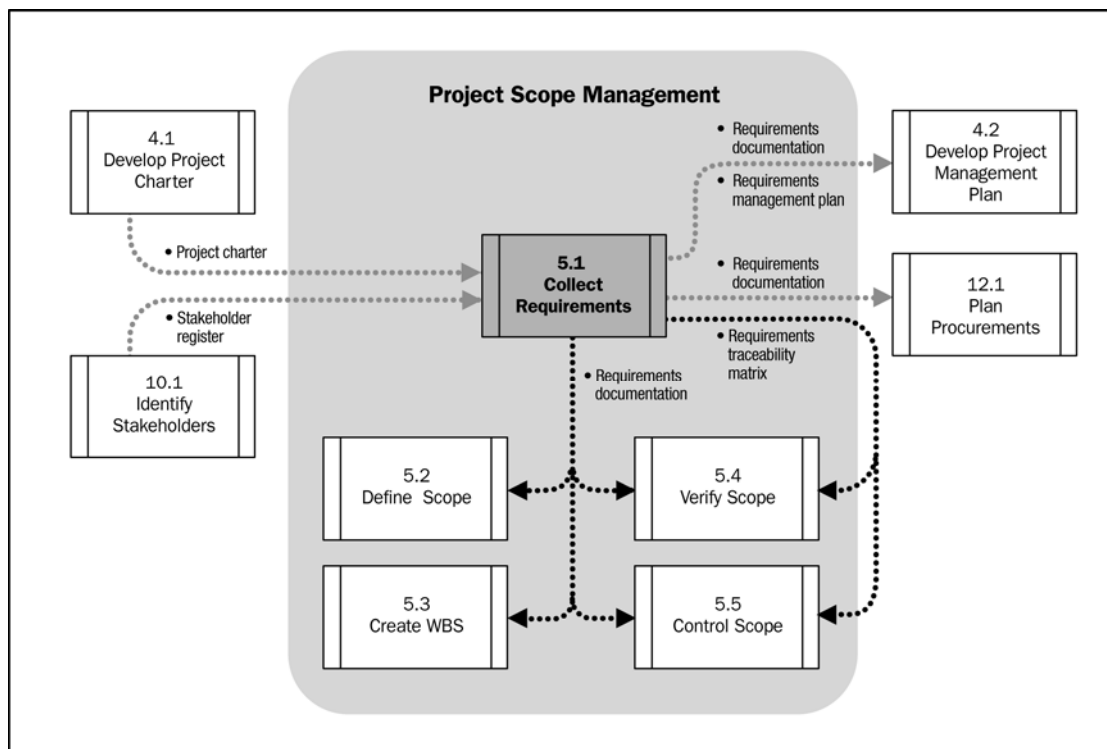 Project Scope Management
4.1
Develop Project
Charter
• Project charter
• Stakeholder
register
10.1
Identify
Stakeholders
5.1
Collect
Requirements
• Requirements
documentation
• Requirements
management plan
4.2
Develop Project
Management
Plan
• Requirements
documentation
12.1
Plan
Procurements
• Requirements
traceability
matrix
• Requirements
documentation
5.2
Define Scope
5.4
Verify Scope
5.3
Create WBS
5.5
Control Scope